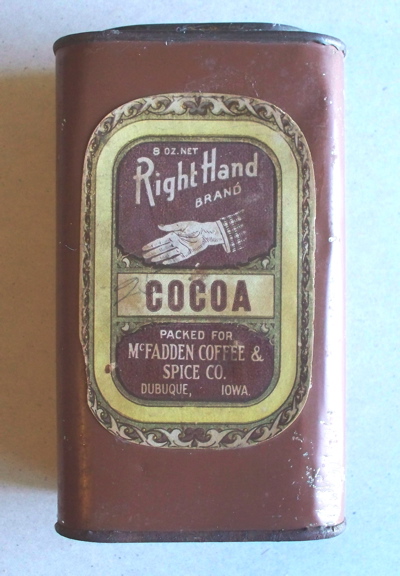 8 OZ. NET
Right Hand
BRAND
COCOA
PACKED FOR
McFADDEN COFFEE &
SPICE CO.
DUBUQUE, IOWA.